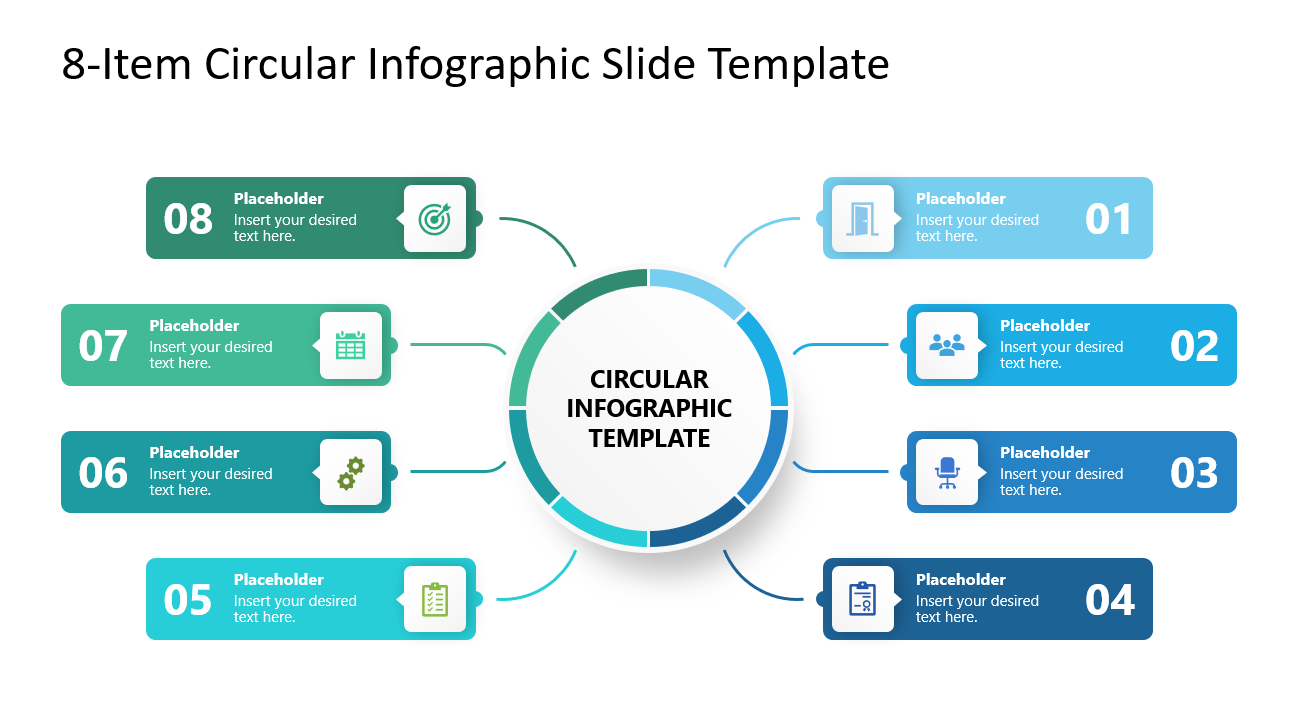 8-Item Circular Infographic Slide Template
08
Placeholder
Insert your desired
text here.
01
Placeholder
Insert your desired
text here.
07
Placeholder
Insert your desired
text here.
02
Placeholder
Insert your desired
text here.
CIRCULAR
INFOGRAPHIC
TEMPLATE
06
Placeholder
Insert your desired
text here.
03
Placeholder
Insert your desired
text here.
05
Placeholder
Insert your desired
text here.
04
Placeholder
Insert your desired
text here.